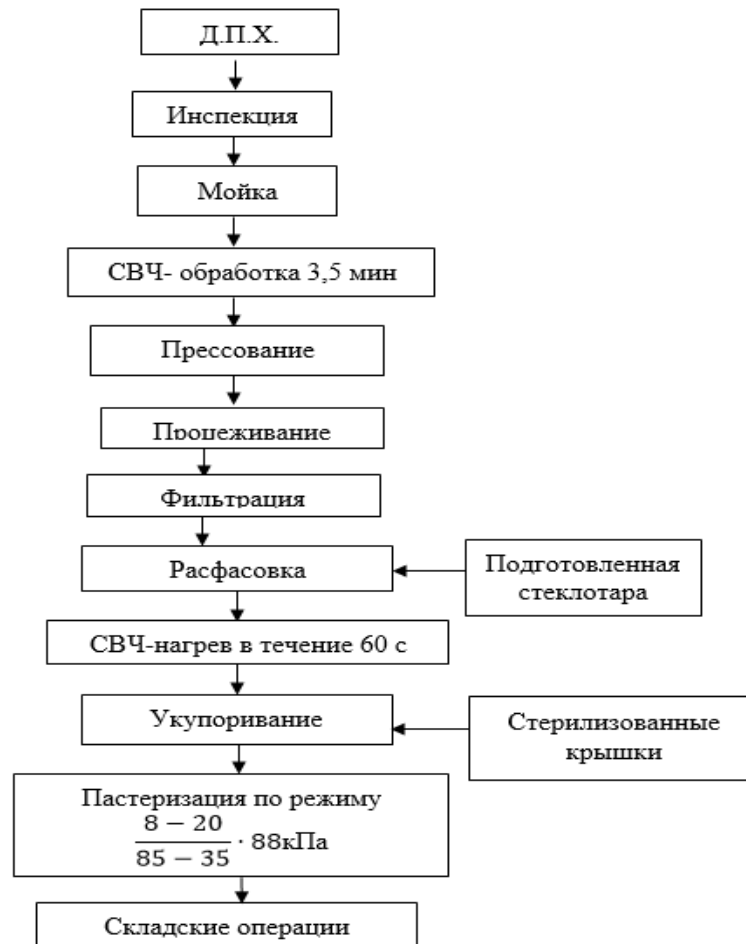 Д.П.Х.
Инспекция
Мойка
СВЧ- обработка 3,5 мин
Прессование
Процеживание
Фильтрация
Расфасовка
Подготовленная
стеклотара
СВЧ-нагрев в течение 60 с
Укупоривание
Стерилизованные
крышки
Пастеризация по режиму
8 − 20
85 − 35 · 88кПа
Складские операции